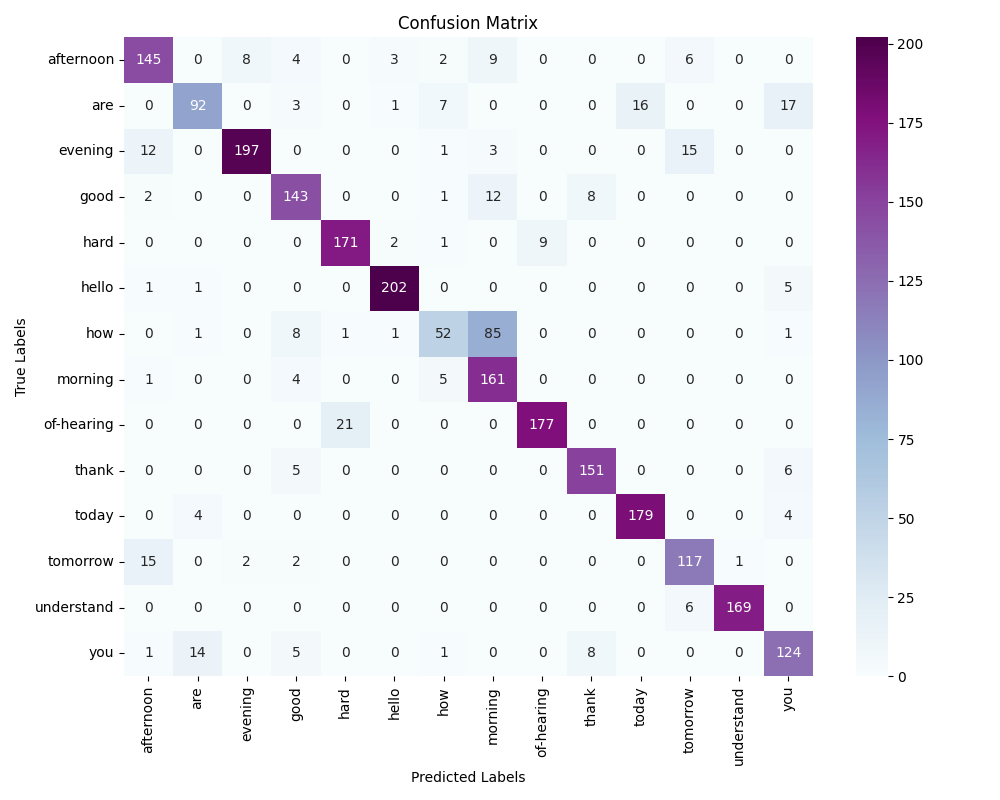 Confusion Matrix
True Labels
afternoon 145 0 8 4 0 3 2 9 0 0 0 6 0 0
are 0 92 0 3 0 1 7 0 0 0 16 0 0 17
evening 12 0 197 0 0 0 1 3 0 0 0 15 0 0
good 2 0 0 143 0 0 1 12 0 8 0 0 0 0
hard 0 0 0 0 171 2 1 0 9 0 0 0 0 0
hello 1 1 0 0 0 202 0 0 0 0 0 0 0 5
how 0 1 0 8 1 1 52 85 0 0 0 0 0 1
morning 1 0 0 4 0 0 5 161 0 0 0 0 0 0
of-hearing 0 0 0 0 21 0 0 0 177 0 0 0 0 0
thank 0 0 0 5 0 0 0 0 0 151 0 0 0 6
today 0 4 0 0 0 0 0 0 0 0 179 0 0 4
tomorrow 15 0 2 2 0 0 0 0 0 0 0 117 1 0
understand 0 0 0 0 0 0 0 0 0 0 0 6 169 0
you 1 14 0 5 0 0 1 0 0 8 0 0 0 124
afternoon are evening good hard hello how morning of-hearing thank today tomorrow understand you
Predicted Labels
200
175
150
125
100
75
50
25
0